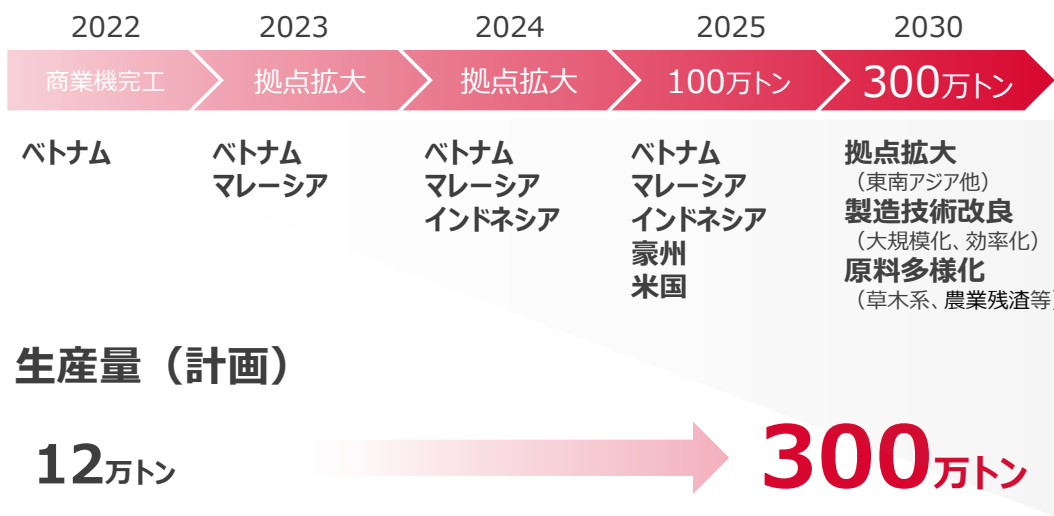 2022 2023 2024 2025 2030
商業機完工 拠点拡大 拠点拡大 100万トン 300万トン
ベトナム
ベトナム
マレーシア
ベトナム
マレーシア
インドネシア
ベトナム
マレーシア
インドネシア
豪州
米国
拠点拡大
（東南アジア他）
製造技術改良
（大規模化、効率化）
原料多様化
（草木系、農業残渣等）
生産量（計画）
12万トン 300万トン